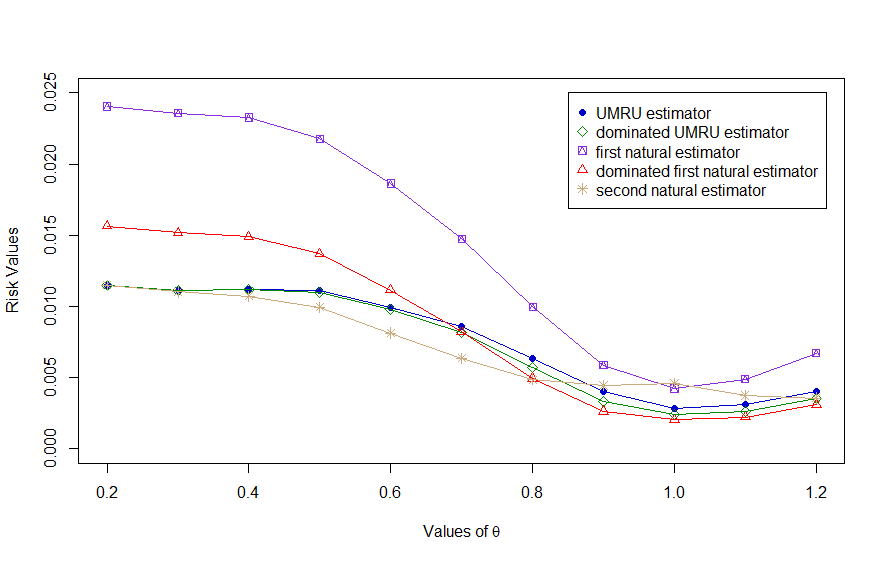 0.025
0.020
0.015
0.010
0.005
0.000
Risk Values
UMRU estimator
dominated UMRU estimator
first natural estimator
dominated first natural estimator
second natural estimator
0.2 0.4 0.6 0.8 1.0 1.2
Values of θ